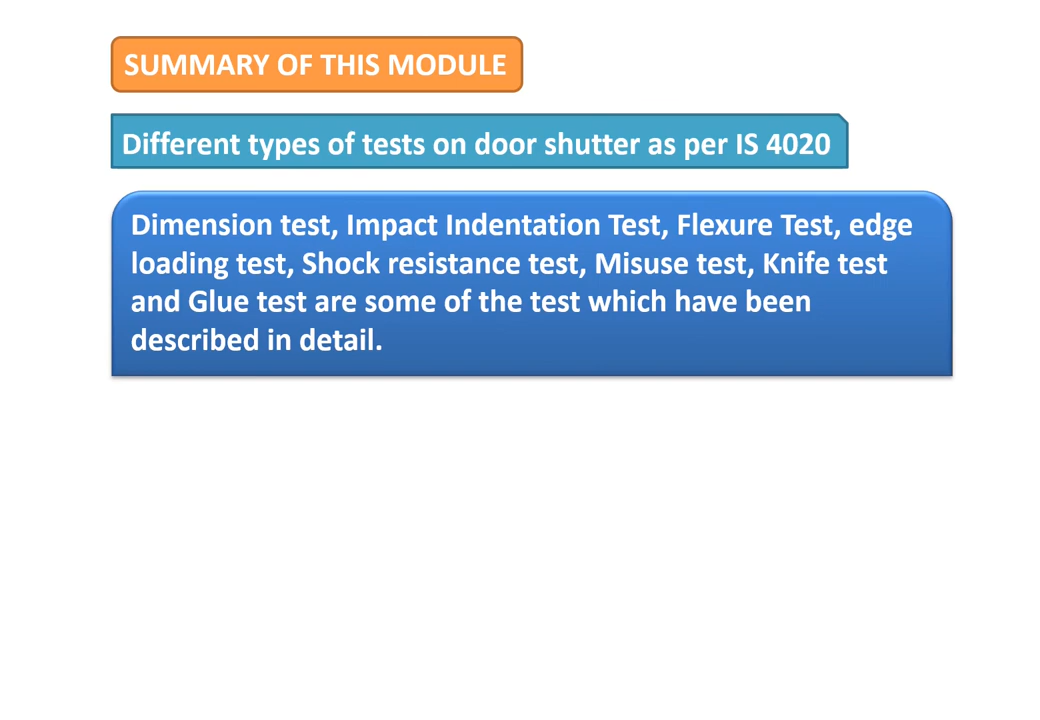 SUMMARY OF THIS MODULE
Different types of tests on door shutter as per IS 4020
Dimension test, Impact Indentation Test, Flexure Test, edge
loading test, Shock resistance test, Misuse test, Knife test
and Glue test are some of the test which have been
described in detail.